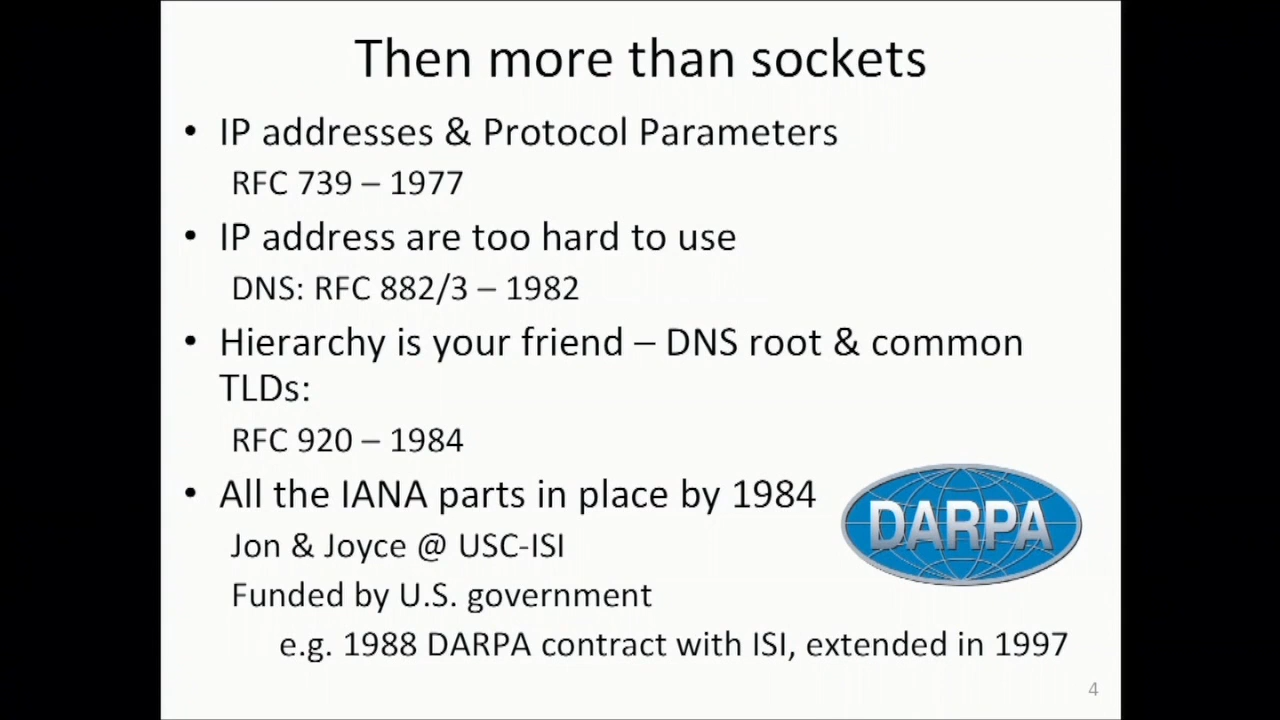 Then more than sockets
• IP addresses & Protocol Parameters
RFC 739 – 1977
• IP address are too hard to use
DNS: RFC 882/3 – 1982
• Hierarchy is your friend – DNS root & common
TLDs:
RFC 920 – 1984
• All the IANA parts in place by 1984
DARPA
Jon & Joyce @ USC-ISI
Funded by U.S. government
e.g. 1988 DARPA contract with ISI, extended in 1997
4